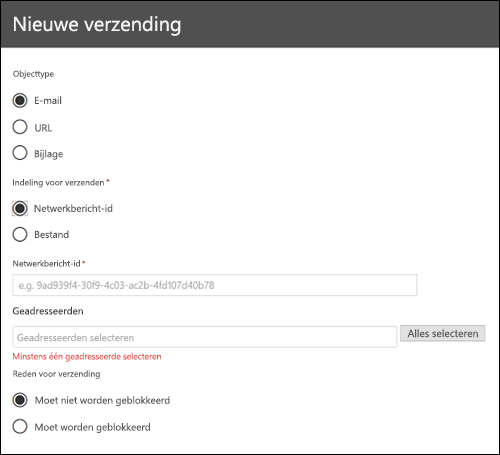 Nieuwe verzending
Objecttype
E-mail
URL
Bijlage
Indeling voor verzenden *
Netwerkbericht-id
Bestand
Netwerkbericht-id *
e.g. 9ad939f4-30f9-4c03-ac2b-4fd107d40b78
Geadresseerden
Geadresseerden selecteren
Alles selecteren
Minstens één geadresseerde selecteren
Reden voor verzending
Moet niet worden geblokkeerd
Moet worden geblokkeerd